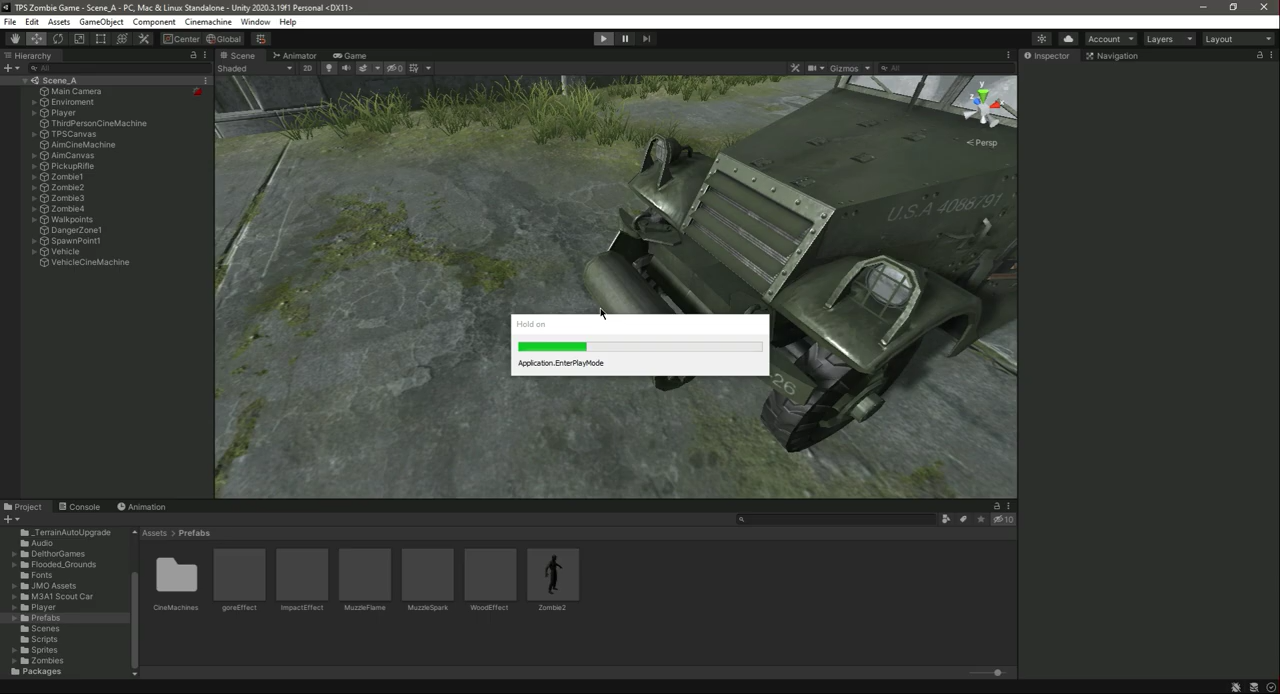 TPS Zombie Game - Scene_A - PC, Mac & Linux Standalone - Unity 2020.3.19f1 Personal <DX11>
File Edit Assets GameObject Component Cinemachine Window Help
Center Global Account Layers Layout
Hierarchy
Scene Animator Game
Inspector Navigation
All
Shaded 2D 0 Gizmos All
Scene_A
Main Camera
Enviroment
Player
ThirdPersonCineMachine
TPSCanvas
AimCineMachine
AimCanvas
PickupRifle
Zombie1
Zombie2
Zombie3
Zombie4
Walkpoints
DangerZone1
SpawnPoint1
Vehicle
VehicleCineMachine
y
z x
Persp
U.S.A 4088791
26
Hold on
Application.EnterPlayMode
Project Console Animation
10
_TerrainAutoUpgrade
Audio
DelthorGames
Flooded_Grounds
Fonts
JMO Assets
M3A1 Scout Car
Player
Prefabs
Scenes
Scripts
Sprites
Zombies
Packages
Assets > Prefabs
CineMachines goreEffect ImpactEffect MuzzleFlame MuzzleSpark WoodEffect Zombie2